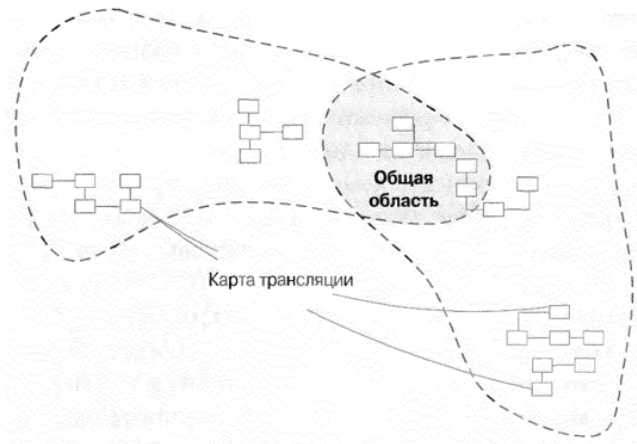 Общая
область
Карта трансляции